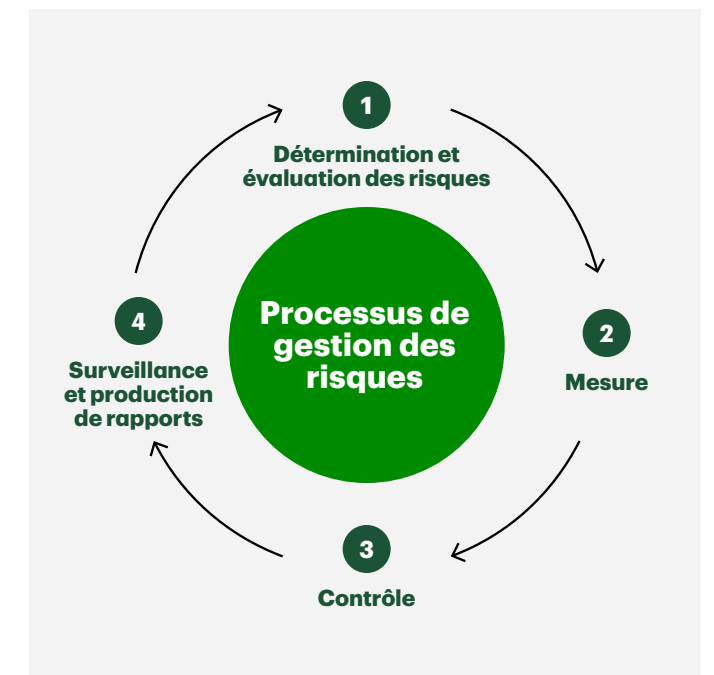 1
Détermination et
évaluation des risques
Processus de
gestion des
risques
2
Mesure
3
Contrôle
4
Surveillance
et production
de rapports